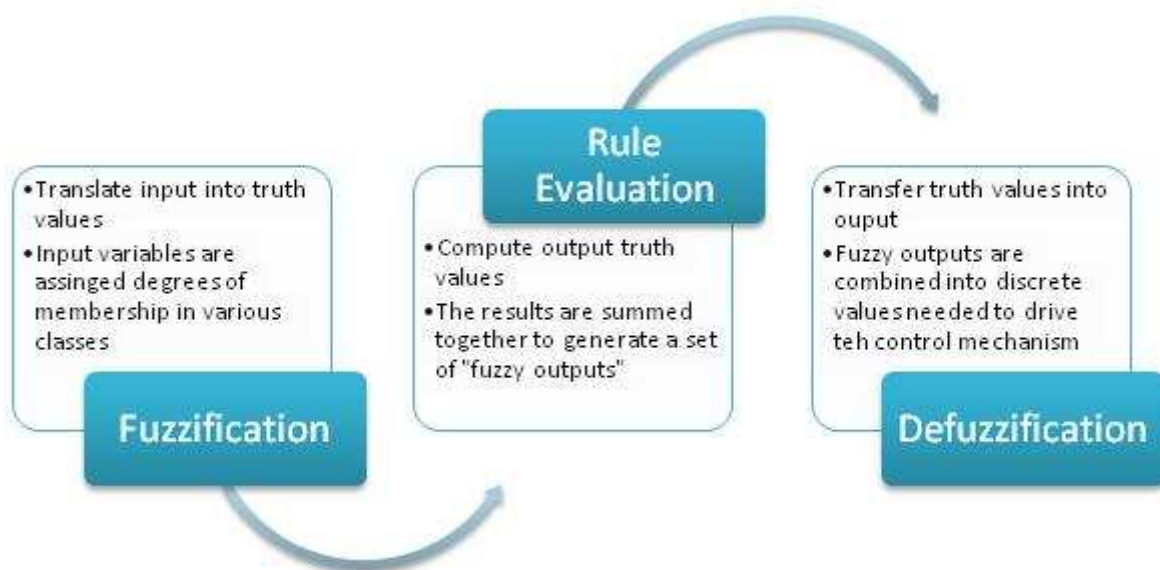 •Translate input into truth
values
•Input variables are
assinged degrees of
membership in various
classes
Fuzzification
Rule
Evaluation
•Compute output truth
values
•The results are summed
together to generate a set
of "fuzzy outputs"
•Transfer truth values into
ouput
•Fuzzy outputs are
combined into discrete
values needed to drive
teh control mechanism
Defuzzification